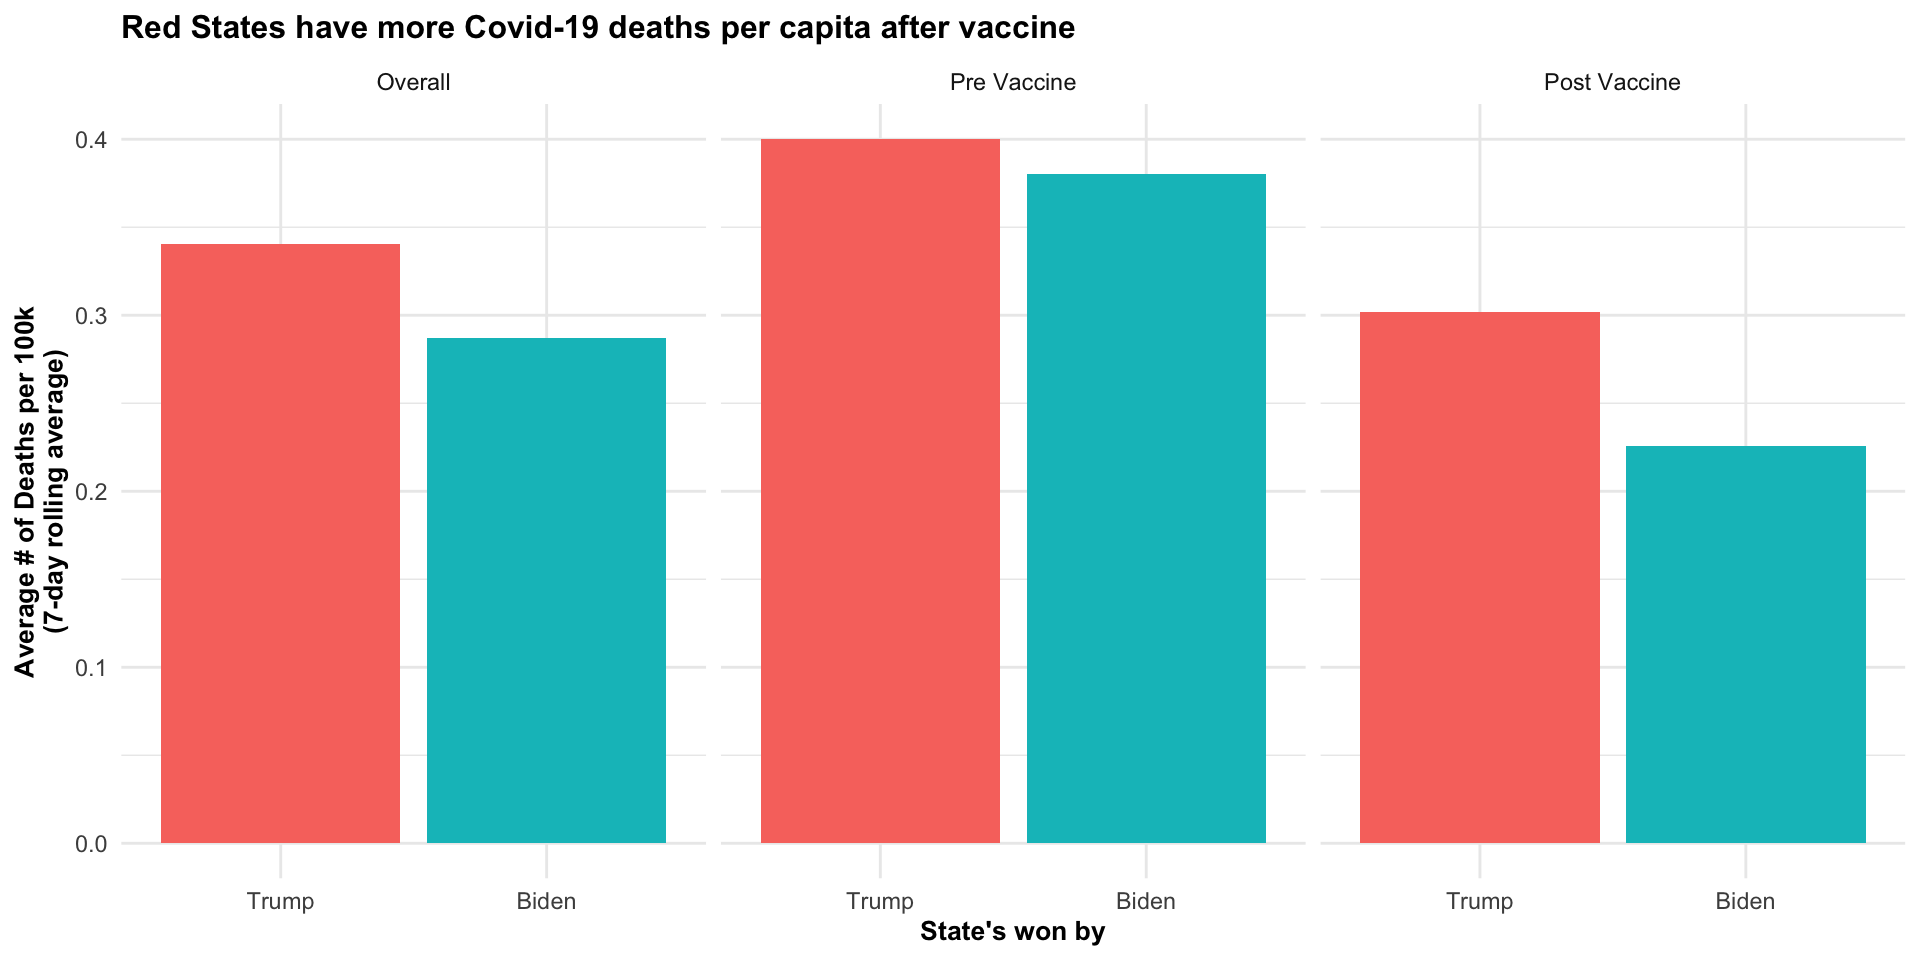 Red States have more Covid-19 deaths per capita after vaccine
Overall
Pre Vaccine
Post Vaccine
Average # of Deaths per 100k
(7-day rolling average)
0.4
0.3
0.2
0.1
0.0
Trump
Biden
Trump
Biden
Trump
Biden
State's won by